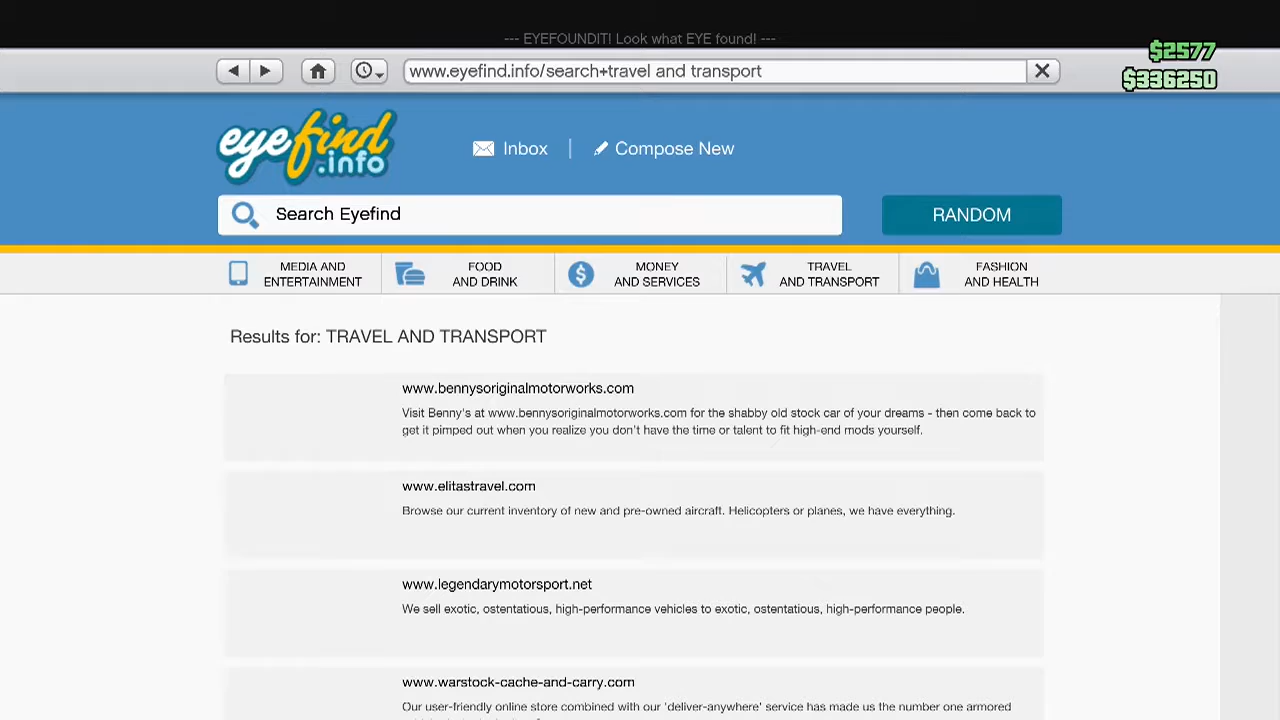 --- EYEFOUNDIT! Look what EYE found! ---
$2577
www.eyefind.info/search+travel and transport
$336250
eyefind
.info
Inbox | Compose New
Search Eyefind
RANDOM
MEDIA AND
ENTERTAINMENT
FOOD
AND DRINK
MONEY
AND SERVICES
TRAVEL
AND TRANSPORT
FASHION
AND HEALTH
Results for: TRAVEL AND TRANSPORT
www.bennysoriginalmotorworks.com
Visit Benny's at www.bennysoriginalmotorworks.com for the shabby old stock car of your dreams - then come back to
get it pimped out when you realize you don't have the time or talent to fit high-end mods yourself.
www.elitastravel.com
Browse our current inventory of new and pre-owned aircraft. Helicopters or planes, we have everything.
www.legendarymotorsport.net
We sell exotic, ostentatious, high-performance vehicles to exotic, ostentatious, high-performance people.
www.warstock-cache-and-carry.com
Our user-friendly online store combined with our 'deliver-anywhere' service has made us the number one armored